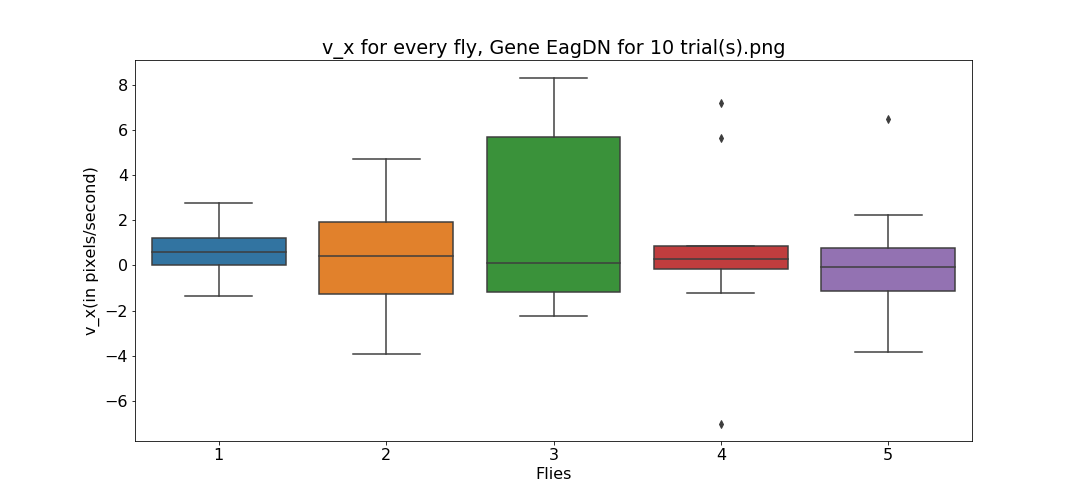 v_x for every fly, Gene EagDN for 10 trial(s).png
v_x(in pixels/second)
8
6
4
2
0
−2
−4
−6
1 2 3 4 5
Flies